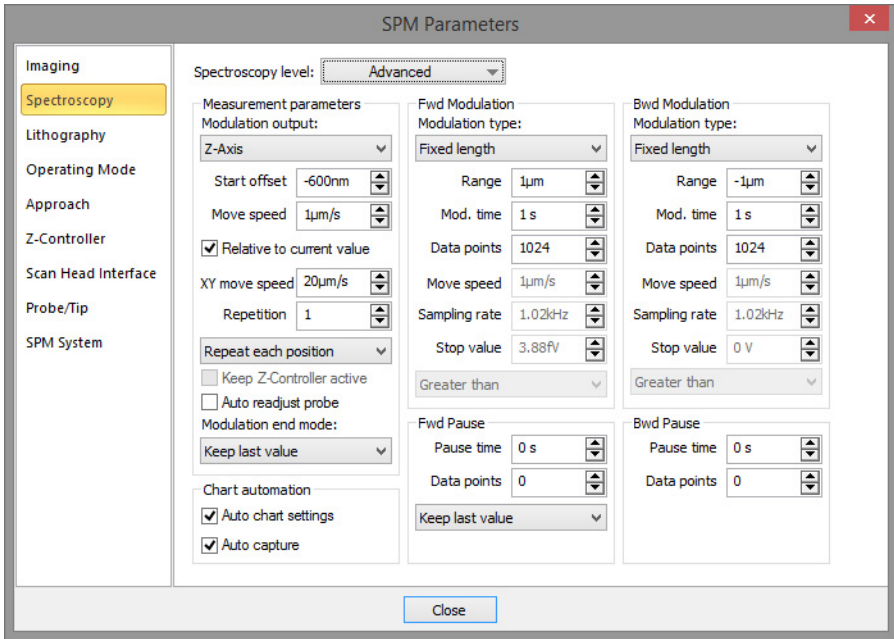 SPM Parameters
Imaging
Spectroscopy
Lithography
Operating Mode
Approach
Z-Controller
Scan Head Interface
Probe/Tip
SPM System
Spectroscopy level: Advanced
Measurement parameters
Modulation output:
Z-Axis
Start offset -600nm
Move speed 1µm/s
Relative to current value
XY move speed 20µm/s
Repetition 1
Repeat each position
Keep Z-Controller active
Auto readjust probe
Modulation end mode:
Keep last value
Chart automation
Auto chart settings
Auto capture
Fwd Modulation
Modulation type:
Fixed length
Range 1µm
Mod. time 1 s
Data points 1024
Move speed 1µm/s
Sampling rate 1.02kHz
Stop value 3.88fV
Greater than
Fwd Pause
Pause time 0 s
Data points 0
Keep last value
Bwd Modulation
Modulation type:
Fixed length
Range -1µm
Mod. time 1 s
Data points 1024
Move speed 1µm/s
Sampling rate 1.02kHz
Stop value 0 V
Greater than
Bwd Pause
Pause time 0 s
Data points 0
Close